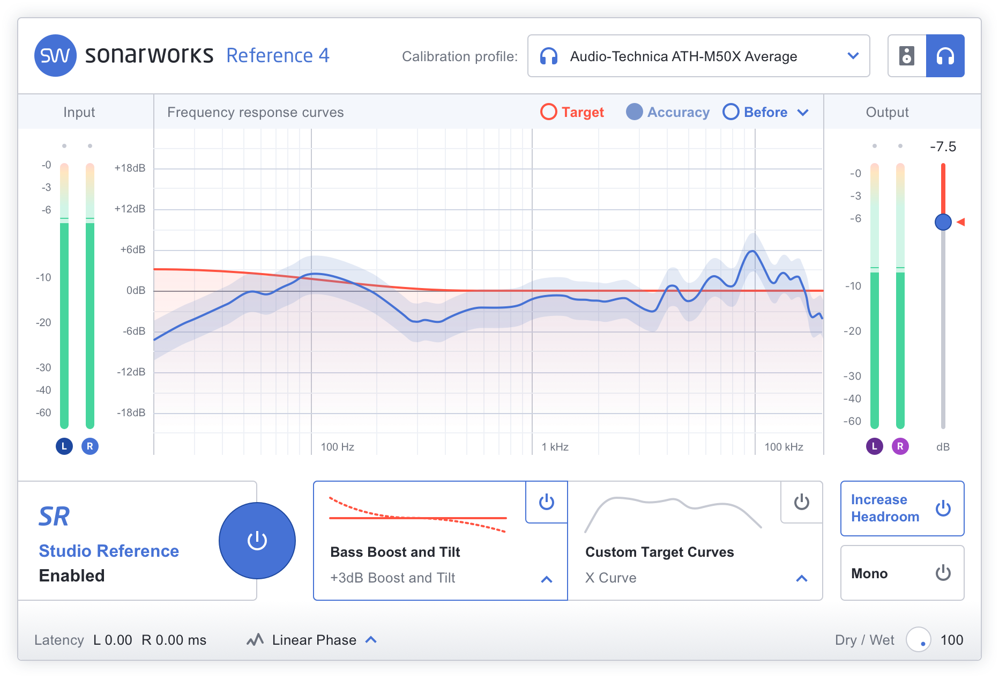 SW sonarworks Reference 4
Calibration profile: Audio-Technica ATH-M50X Average
Input
Frequency response curves
Target Accuracy Before
Output
-0
-3
-6
-10
-20
-30
-40
-60
L R
+18dB
+12dB
+6dB
0dB
-6dB
-12dB
-18dB
100 Hz 1 kHz 100 kHz
-7.5
-0
-3
-6
-10
-20
-30
-40
-60
L R dB
SR
Studio Reference
Enabled
Bass Boost and Tilt
+3dB Boost and Tilt
Custom Target Curves
X Curve
Increase
Headroom
Mono
Latency L 0.00 R 0.00 ms
Linear Phase
Dry / Wet 100